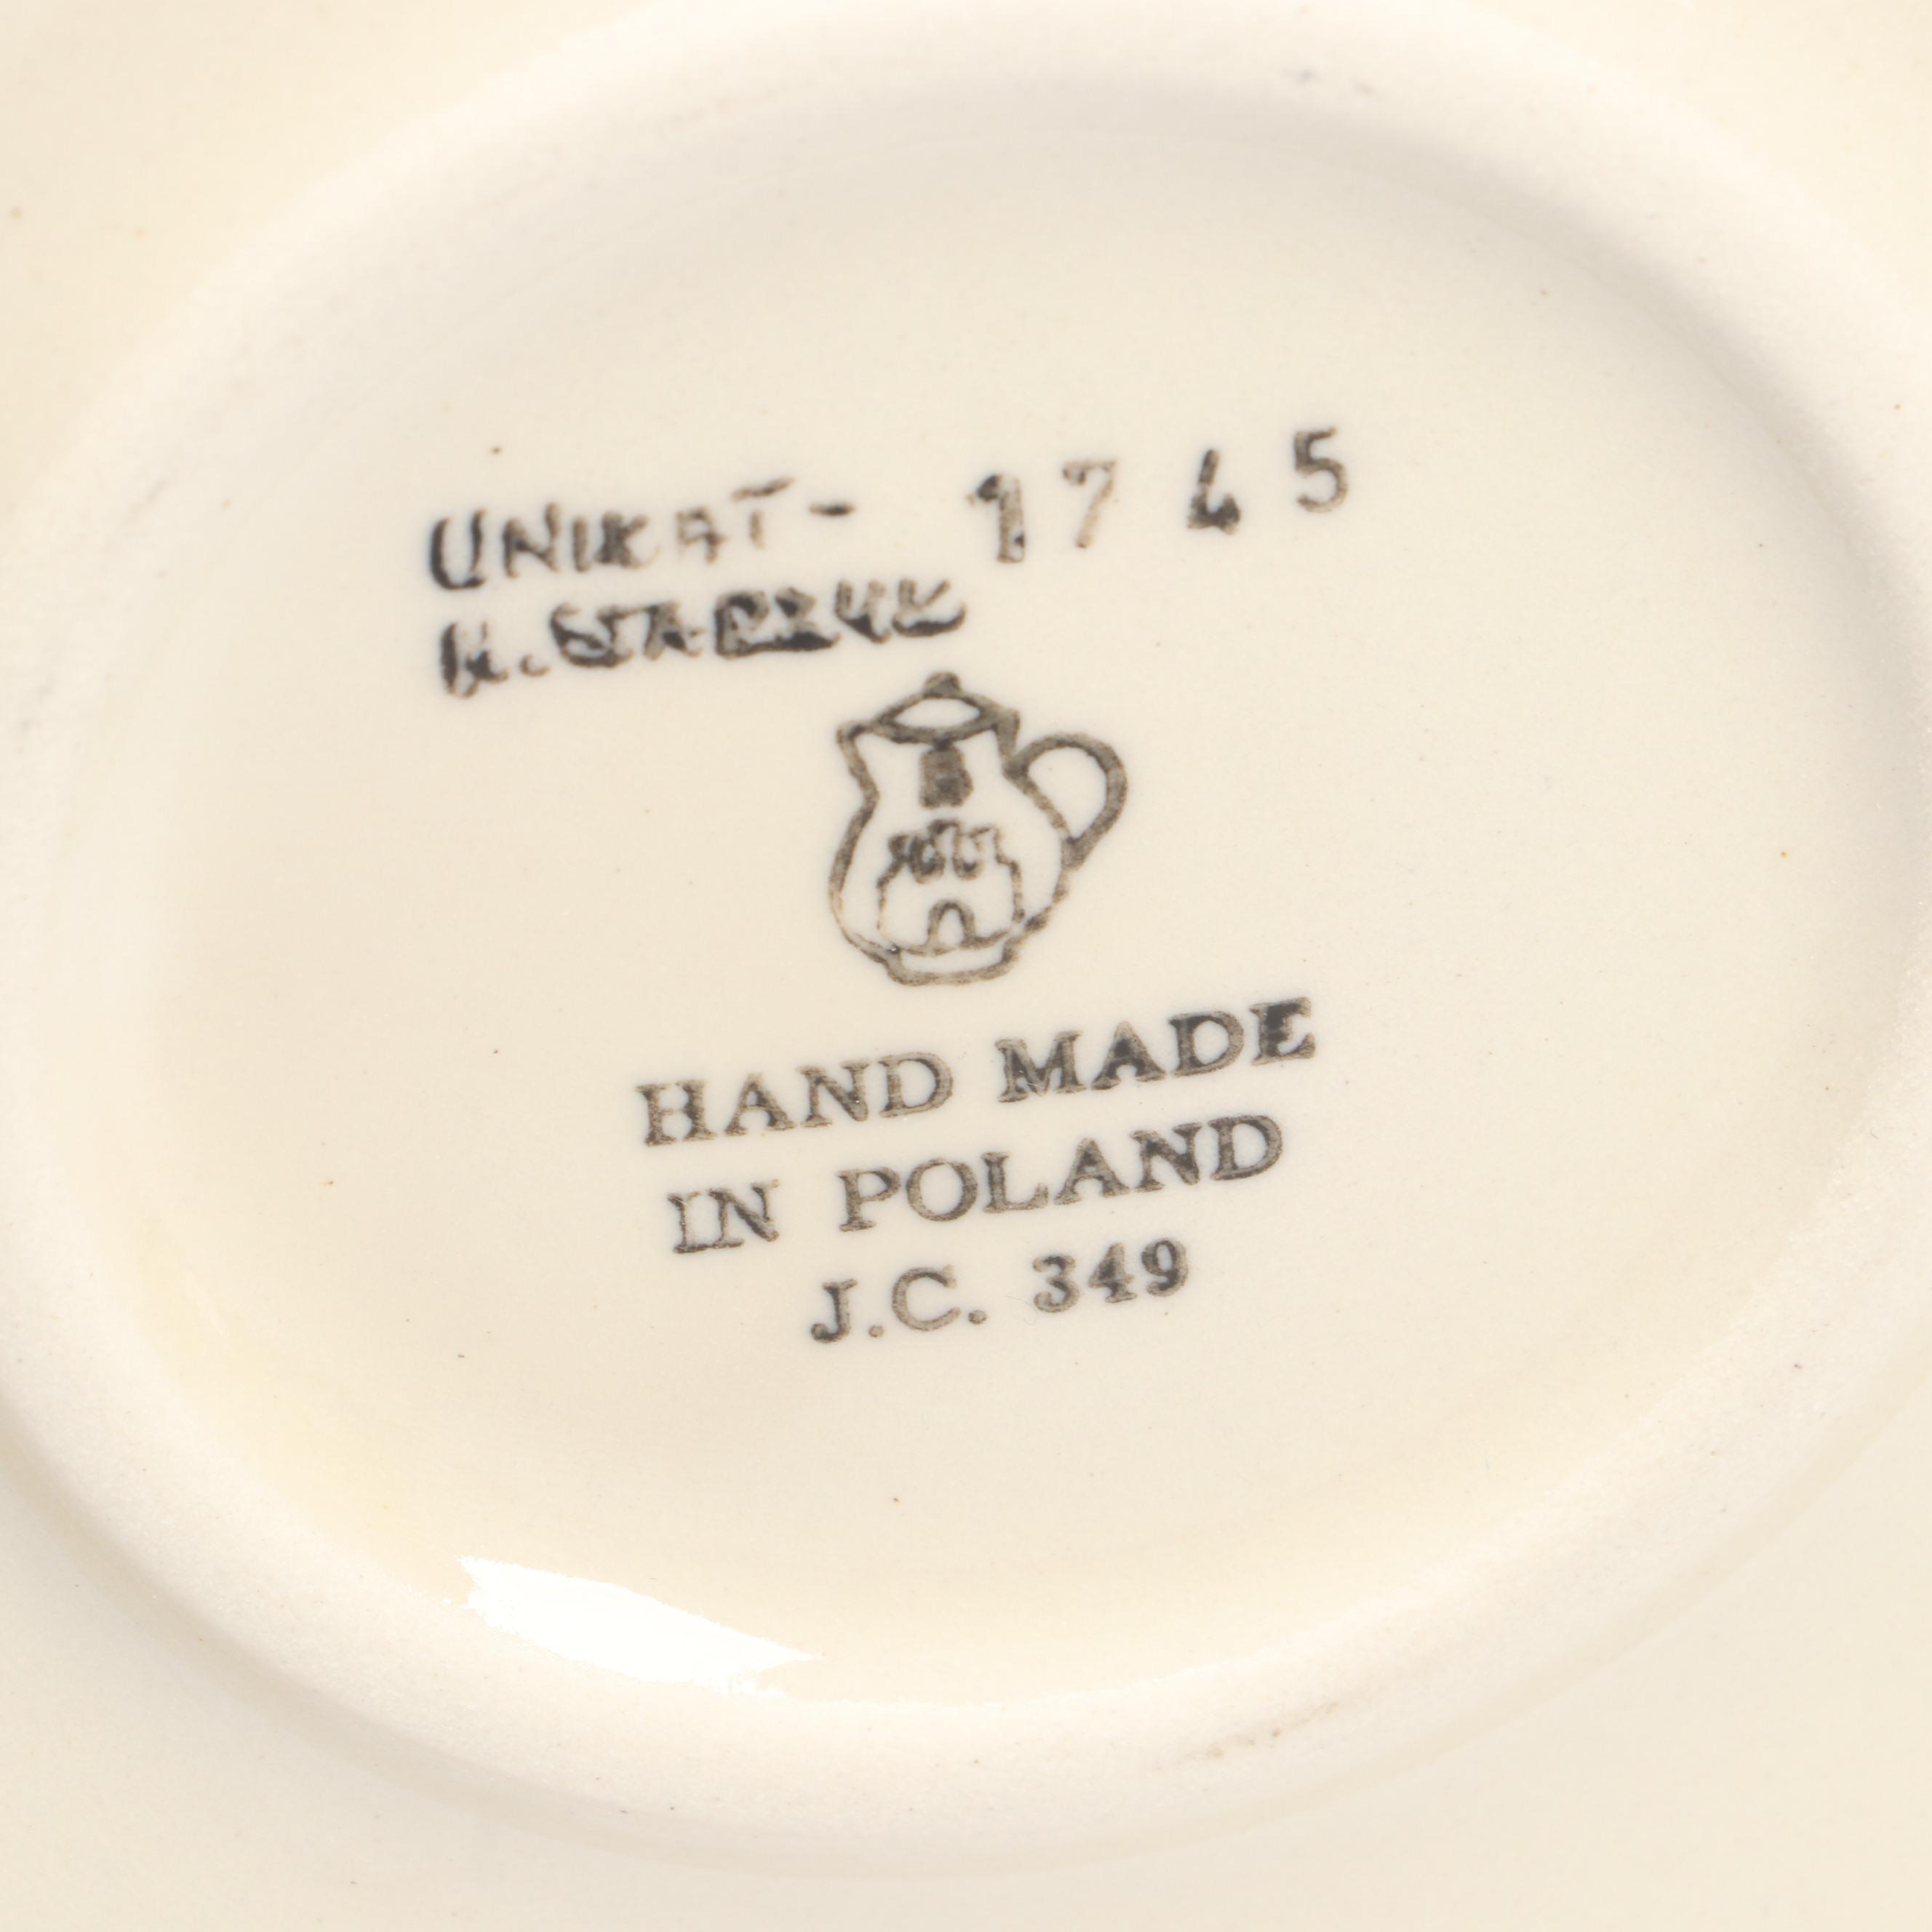 UNIKAT- 1745
HAND MADE
IN POLAND
J.C. 349